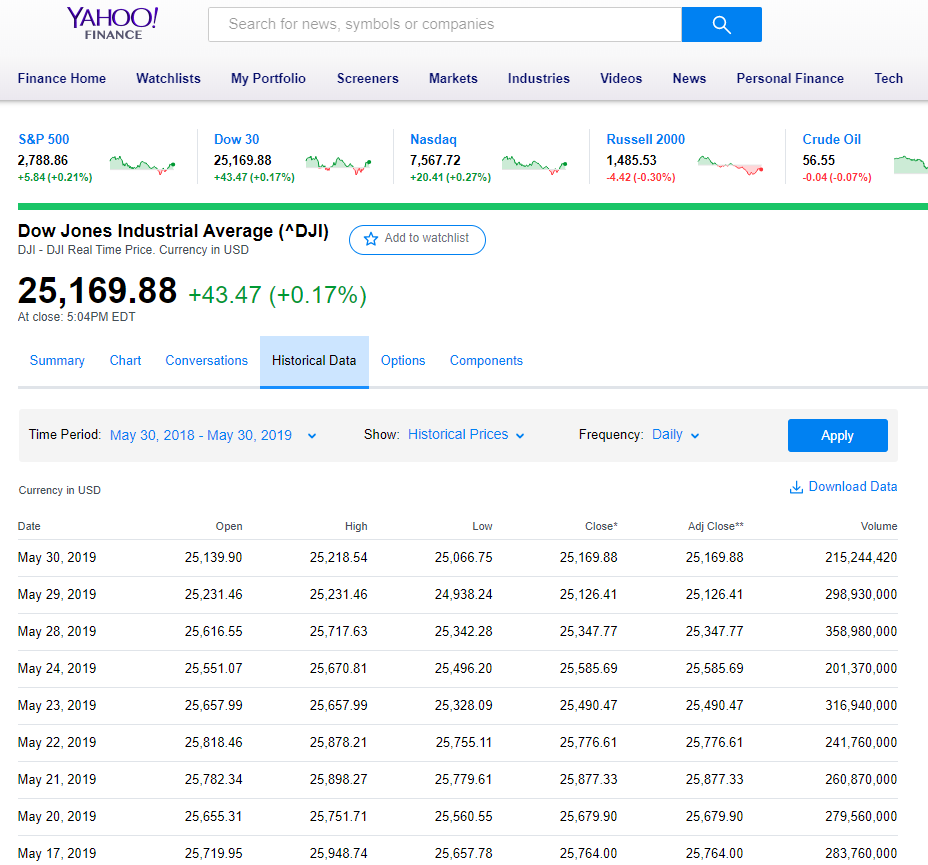 YAHOO!
FINANCE
Search for news, symbols or companies
Finance Home Watchlists My Portfolio Screeners Markets Industries Videos News Personal Finance Tech
S&P 500 Dow 30 Nasdaq Russell 2000 Crude Oil
2,788.86 25,169.88 7,567.72 1,485.53 56.55
+5.84 (+0.21%) +43.47 (+0.17%) +20.41 (+0.27%) -4.42 (-0.30%) -0.04 (-0.07%)
Dow Jones Industrial Average (^DJI)
Add to watchlist
DJI - DJI Real Time Price. Currency in USD
25,169.88 +43.47 (+0.17%)
At close: 5:04PM EDT
Summary Chart Conversations Historical Data Options Components
Time Period: May 30, 2018 - May 30, 2019 Show: Historical Prices Frequency: Daily Apply
Currency in USD Download Data
Date Open High Low Close* Adj Close** Volume
May 30, 2019 25,139.90 25,218.54 25,066.75 25,169.88 25,169.88 215,244,420
May 29, 2019 25,231.46 25,231.46 24,938.24 25,126.41 25,126.41 298,930,000
May 28, 2019 25,616.55 25,717.63 25,342.28 25,347.77 25,347.77 358,980,000
May 24, 2019 25,551.07 25,670.81 25,496.20 25,585.69 25,585.69 201,370,000
May 23, 2019 25,657.99 25,657.99 25,328.09 25,490.47 25,490.47 316,940,000
May 22, 2019 25,818.46 25,878.21 25,755.11 25,776.61 25,776.61 241,760,000
May 21, 2019 25,782.34 25,898.27 25,779.61 25,877.33 25,877.33 260,870,000
May 20, 2019 25,655.31 25,751.71 25,560.55 25,679.90 25,679.90 279,560,000
May 17, 2019 25,719.95 25,948.74 25,657.78 25,764.00 25,764.00 283,760,000